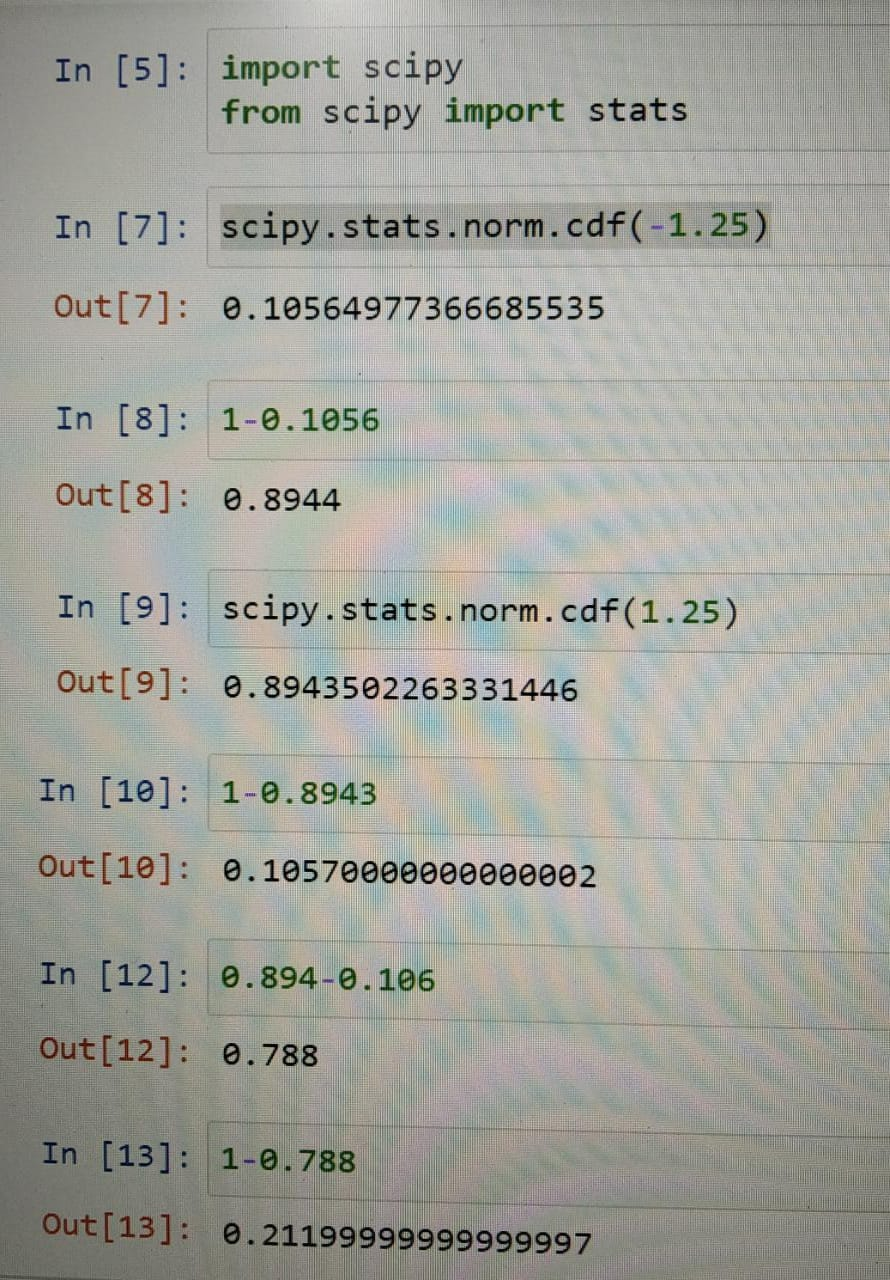 In [5]: import scipy
from scipy import stats
In [7]: scipy.stats.norm.cdf(-1.25)
Out[7]: 0.10564977366685535
In [8]: 1-0.1056
Out[8]: 0.8944
In [9]: scipy.stats.norm.cdf(1.25)
Out[9]: 0.8943502263331446
In [10]: 1-0.8943
Out[10]: 0.10570000000000002
In [12]: 0.894-0.106
Out[12]: 0.788
In [13]: 1-0.788
Out[13]: 0.21199999999999997